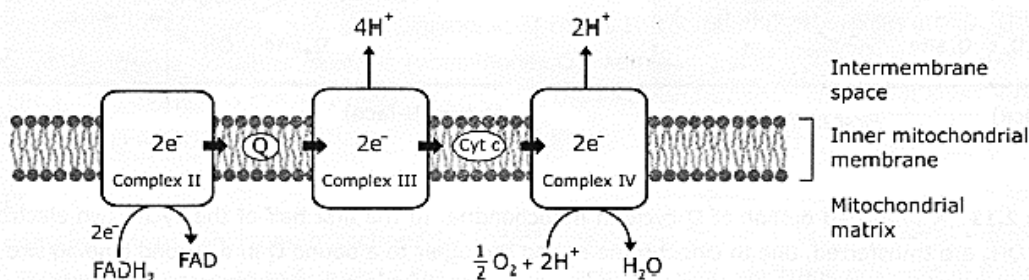 4H⁺
2H⁺
Intermembrane
space
2e⁻
Q
2e⁻
Cyt c
2e⁻
Inner mitochondrial
membrane
Complex II
Complex III
Complex IV
Mitochondrial
matrix
2e⁻
FADH₂
FAD
½ O₂ + 2H⁺
H₂O